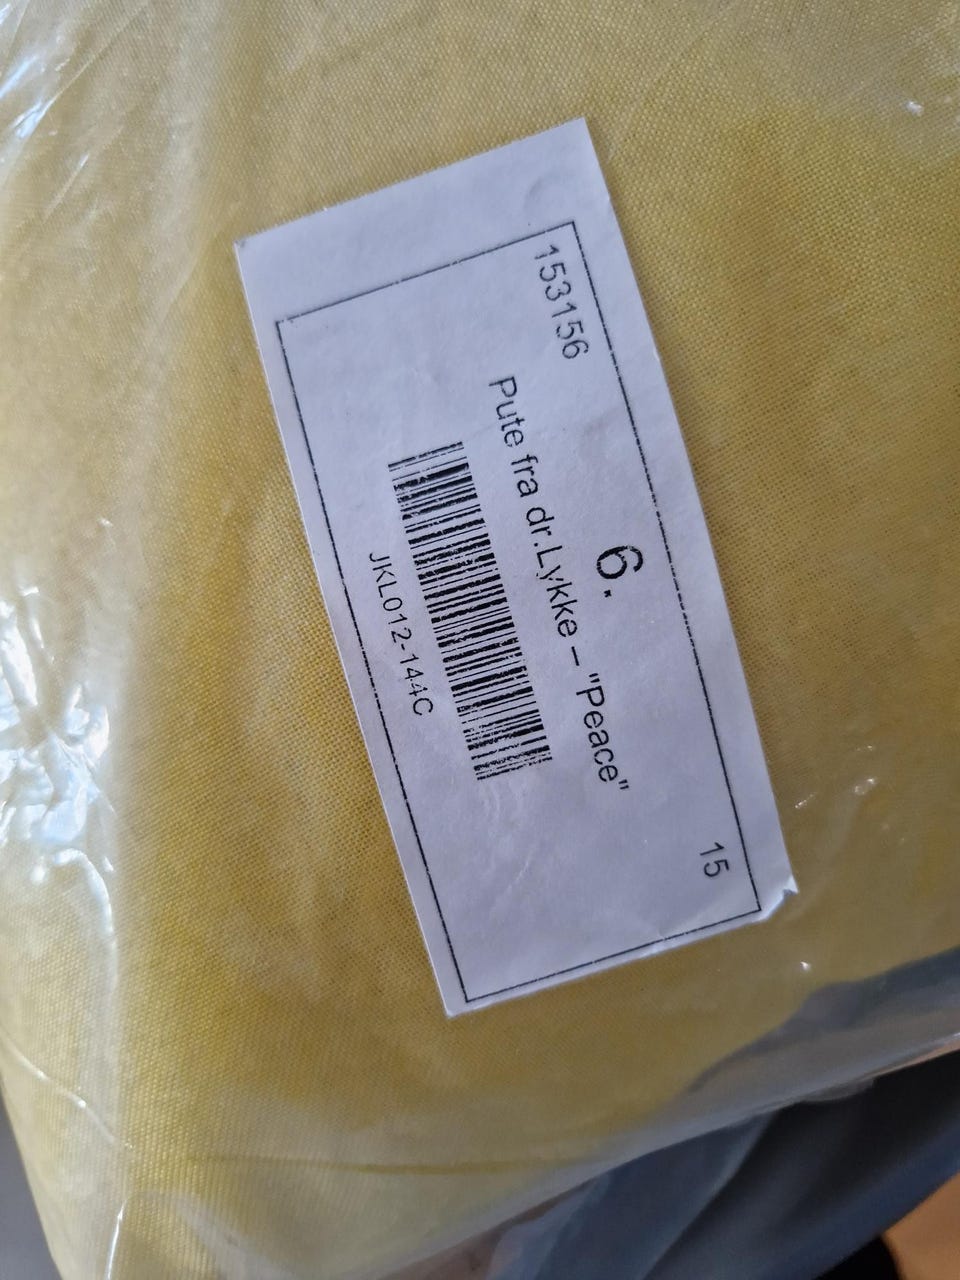 153156
15
6.
Pute fra dr.Lykke – "Peace"
JKL012-144C